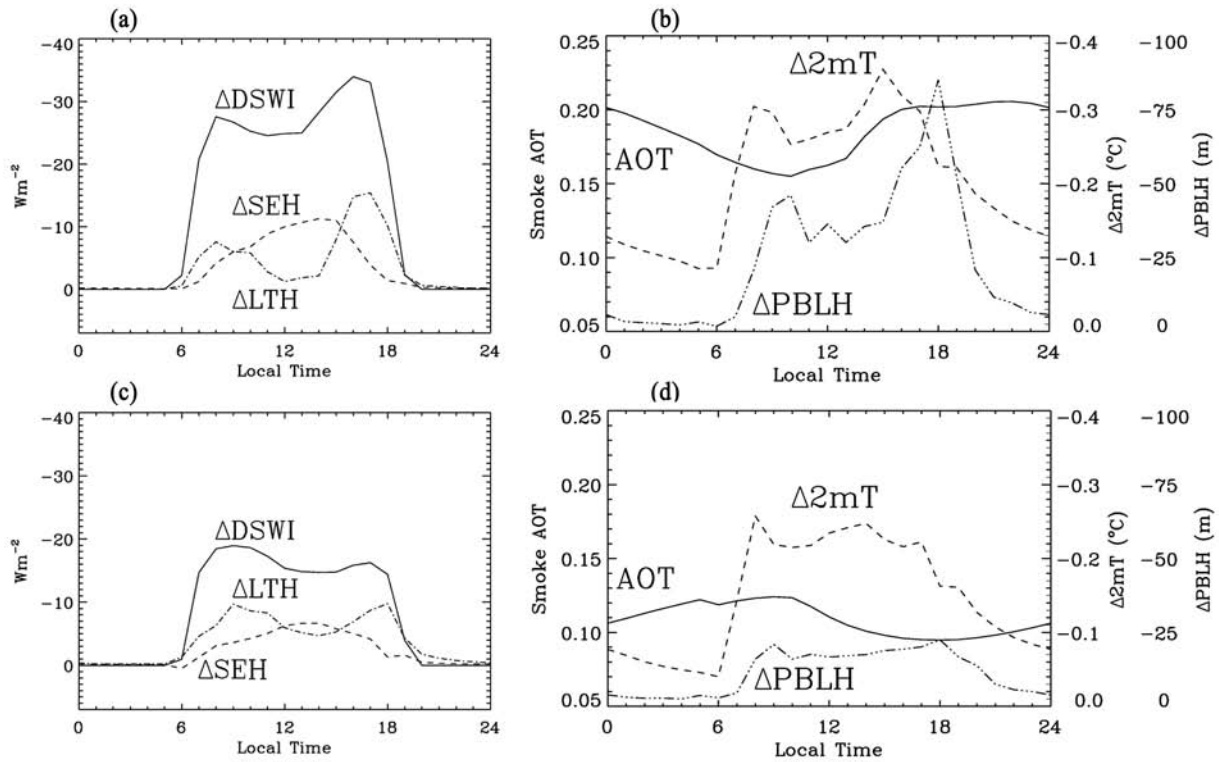 (a)
Wm⁻²
-40
-30
-20
-10
0
ΔDSWI
ΔSEH
ΔLTH
0 6 12 18 24
Local Time
(b)
Smoke AOT
0.25
0.20
0.15
0.10
0.05
Δ2mT
AOT
ΔPBLH
0 6 12 18 24
Local Time
-0.4
-0.3
-0.2
-0.1
0.0
Δ2mT (°C)
-100
-75
-50
-25
0
ΔPBLH (m)
(c)
Wm⁻²
-40
-30
-20
-10
0
ΔDSWI
ΔLTH
ΔSEH
0 6 12 18 24
Local Time
(d)
Smoke AOT
0.25
0.20
0.15
0.10
0.05
Δ2mT
AOT
ΔPBLH
0 6 12 18 24
Local Time
-0.4
-0.3
-0.2
-0.1
0.0
Δ2mT (°C)
-100
-75
-50
-25
0
ΔPBLH (m)